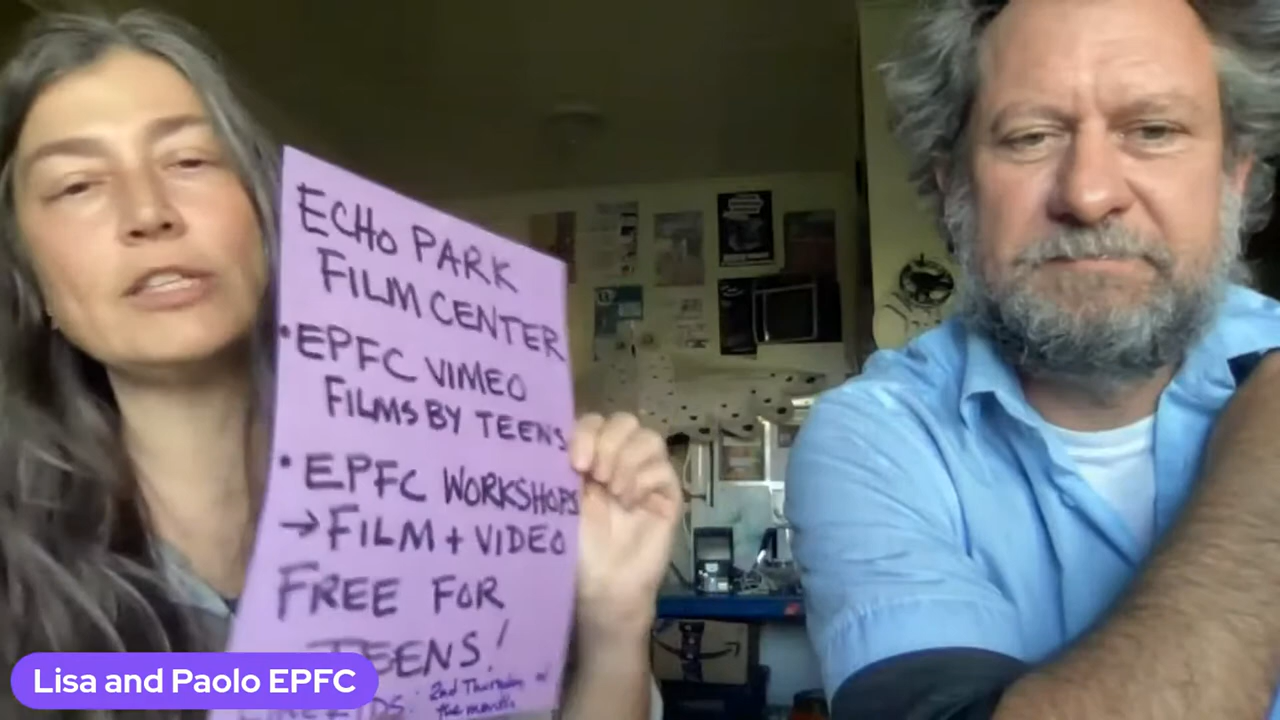 ECHO PARK
FILM CENTER
• EPFC VIMEO
FILMS BY TEENS
• EPFC WORKSHOPS
→ FILM + VIDEO
FREE FOR
TEENS!
2nd Thursday of
the month
Lisa and Paolo EPFC